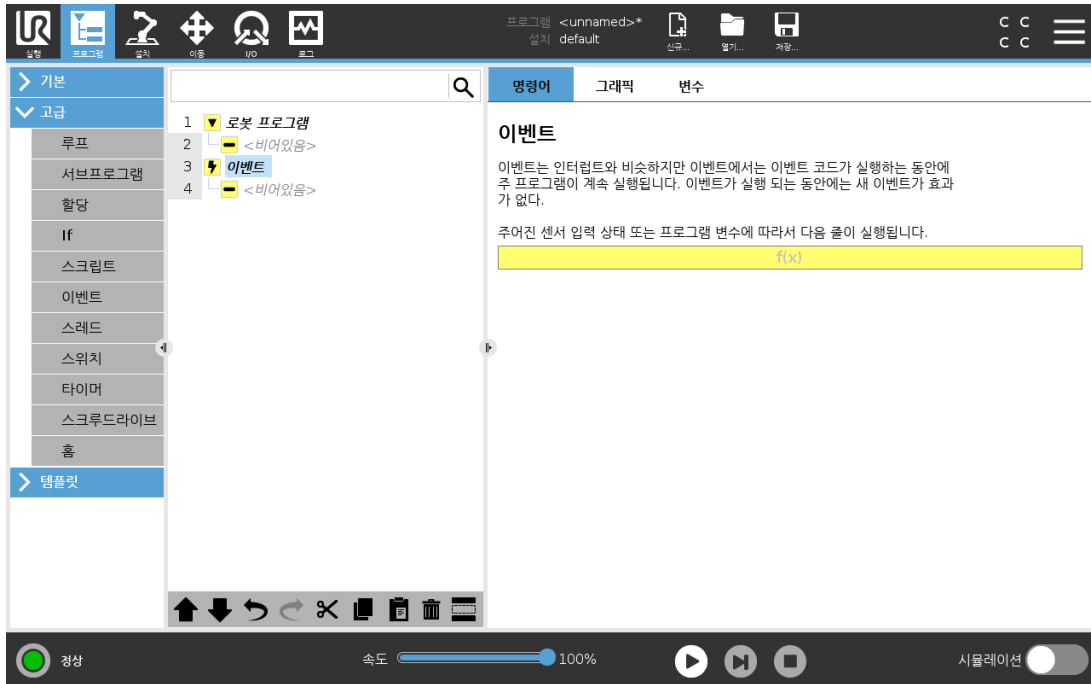 UR
실행
프로그램
설치
이동
I/O
로그
프로그램 <unnamed>*
설치 default
신규...
열기...
저장...
C C
C C
기본
고급
루프
서브프로그램
할당
If
스크립트
이벤트
스레드
스위치
타이머
스크루드라이브
홈
템플릿
1 로봇 프로그램
2 <비어있음>
3 이벤트
4 <비어있음>
명령어 그래픽 변수
이벤트
이벤트는 인터럽트와 비슷하지만 이벤트에서는 이벤트 코드가 실행하는 동안에
주 프로그램이 계속 실행됩니다. 이벤트가 실행 되는 동안에는 새 이벤트가 효과
가 없다.
주어진 센서 입력 상태 또는 프로그램 변수에 따라서 다음 줄이 실행됩니다.
f(x)
정상
속도 100%
시뮬레이션